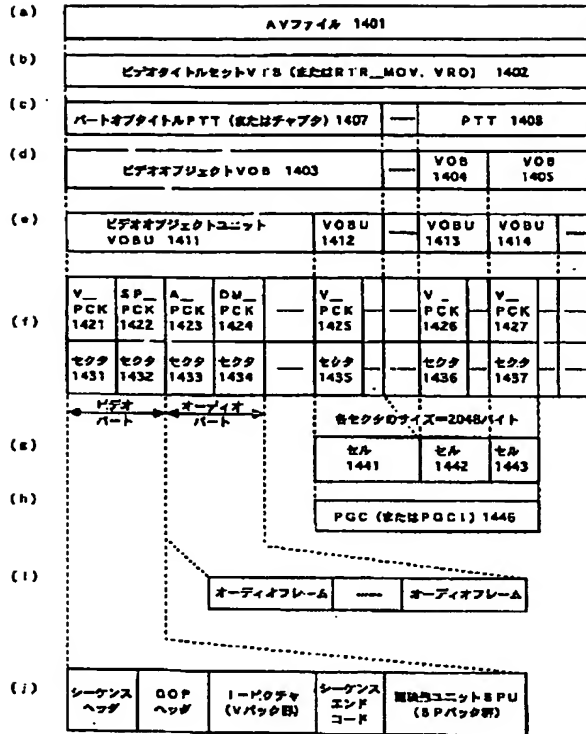 (a)
AVファイル 1401
(b)
ビデオタイトルセットVTS (またはRTR_MOV. VRO) 1402
(c)
パートオブタイトルPTT (またはチャプタ) 1407
PTT 1408
(d)
ビデオオブジェクトVOB 1403
VOB 1404
VOB 1405
(e)
ビデオオブジェクトユニット
VOBU 1411
VOBU 1412
VOBU 1413
VOBU 1414
(f)
V_ PCK 1421
SP_ PCK 1422
A_ PCK 1423
DM_ PCK 1424
V_ PCK 1425
V_ PCK 1426
V_ PCK 1427
セクタ 1431
セクタ 1432
セクタ 1433
セクタ 1434
セクタ 1435
セクタ 1436
セクタ 1437
ビデオ パート
オーディオ パート
各セクタのサイズ=2048バイト
(g)
セル 1441
セル 1442
セル 1443
(h)
PGC (またはPGCI) 1446
(i)
オーディオフレーム
オーディオフレーム
(j)
シーケンス ヘッダ
GOP ヘッダ
I-ピクチャ (Vパック群)
シーケンス エンド コード
副映像ユニットSPU (SPパック群)